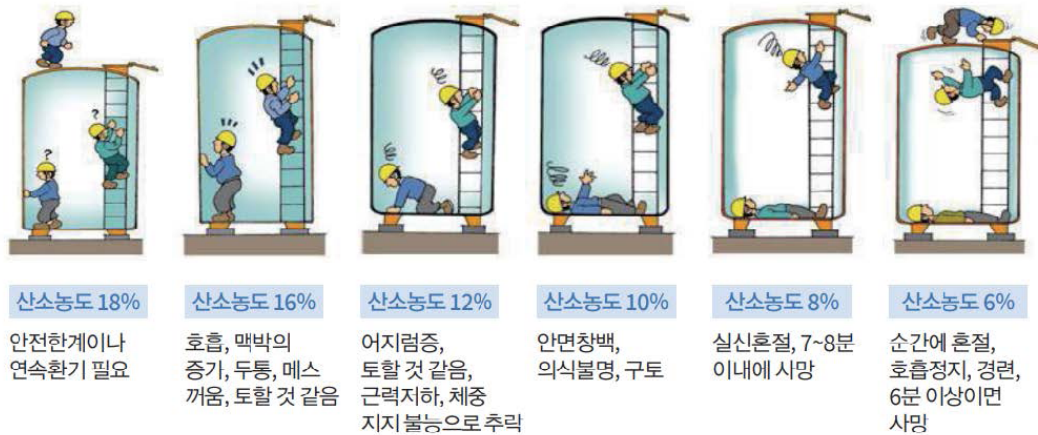 ?
?
산소농도 18%
안전한계이나
연속환기 필요
산소농도 16%
호흡, 맥박의
증가, 두통, 메스
꺼움, 토할 것 같음
산소농도 12%
어지럼증,
토할 것 같음,
근력지하, 체중
지지 불능으로 추락
산소농도 10%
안면창백,
의식불명, 구토
산소농도 8%
실신혼절, 7~8분
이내에 사망
산소농도 6%
순간에 혼절,
호흡정지, 경련,
6분 이상이면
사망